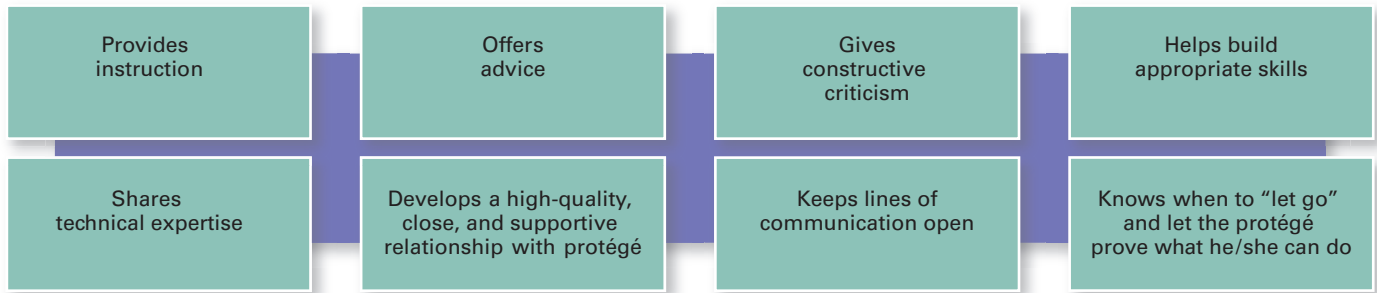 Provides
instruction
Offers
advice
Gives
constructive
criticism
Helps build
appropriate skills
Shares
technical expertise
Develops a high-quality,
close, and supportive
relationship with protégé
Keeps lines of
communication open
Knows when to “let go”
and let the protégé
prove what he/she can do